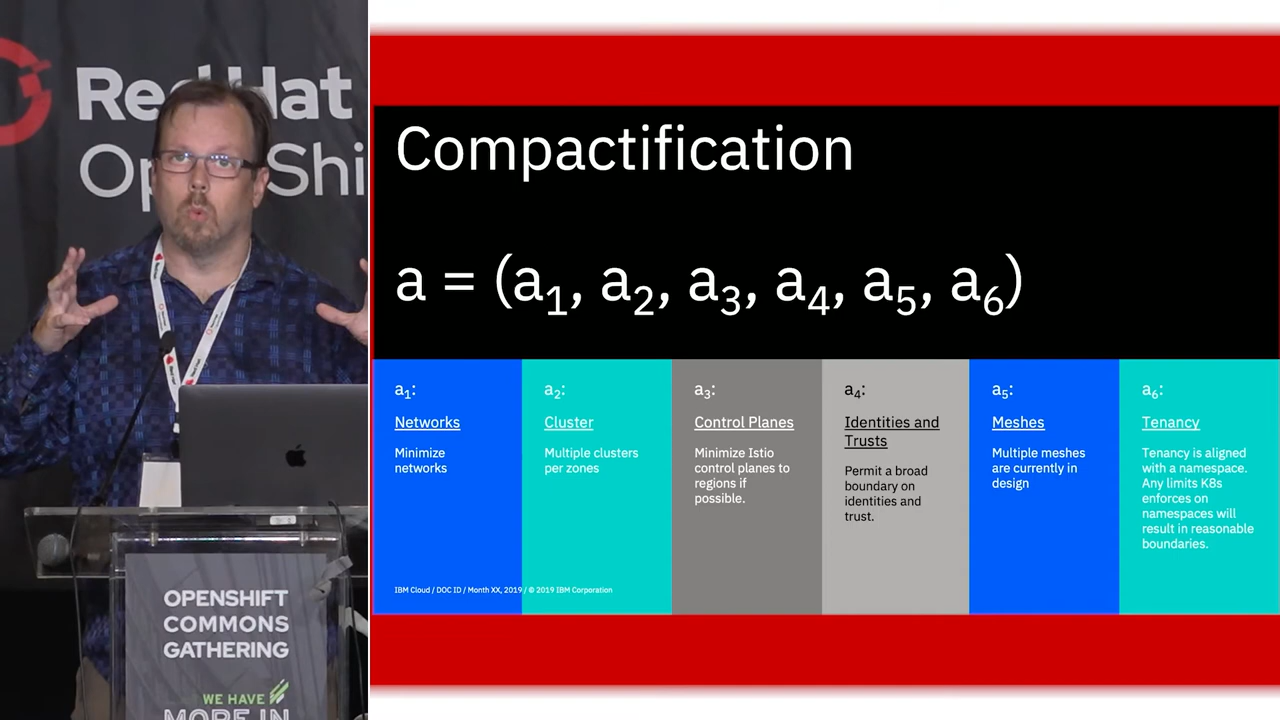 Red Hat
OpenShi
OPENSHIFT
COMMONS
GATHERING
WE HAVE
MORE IN
Compactification
a = (a₁, a₂, a₃, a₄, a₅, a₆)
a₁:
Networks
Minimize
networks
a₂:
Cluster
Multiple clusters
per zones
a₃:
Control Planes
Minimize Istio
control planes to
regions if
possible.
a₄:
Identities and
Trusts
Permit a broad
boundary on
identities and
trust.
a₅:
Meshes
Multiple meshes
are currently in
design
a₆:
Tenancy
Tenancy is aligned
with a namespace.
Any limits K8s
enforces on
namespaces will
result in reasonable
boundaries.
IBM Cloud / DOC ID / Month XX, 2019 / © 2019 IBM Corporation